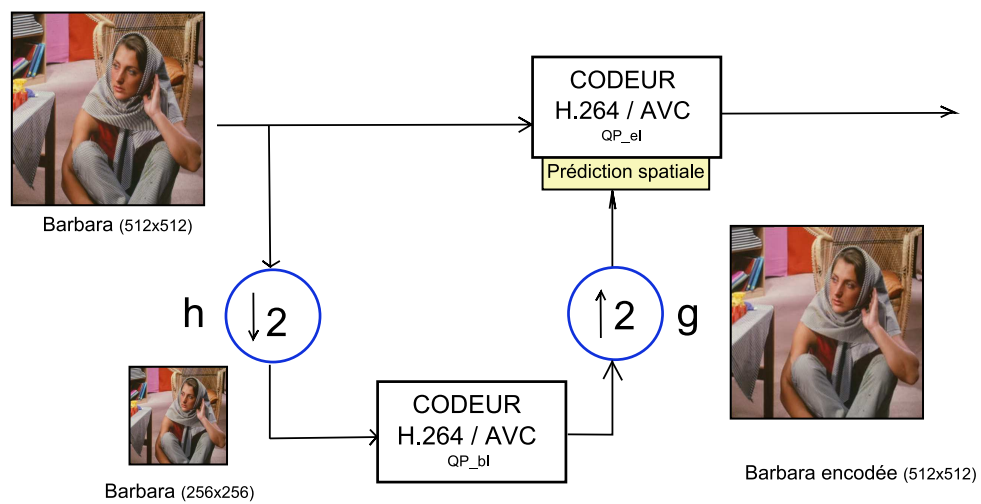 CODEUR
H.264 / AVC
QP_el
Prédiction spatiale
Barbara (512x512)
h
2
2
g
CODEUR
H.264 / AVC
QP_bl
Barbara (256x256)
Barbara encodée (512x512)